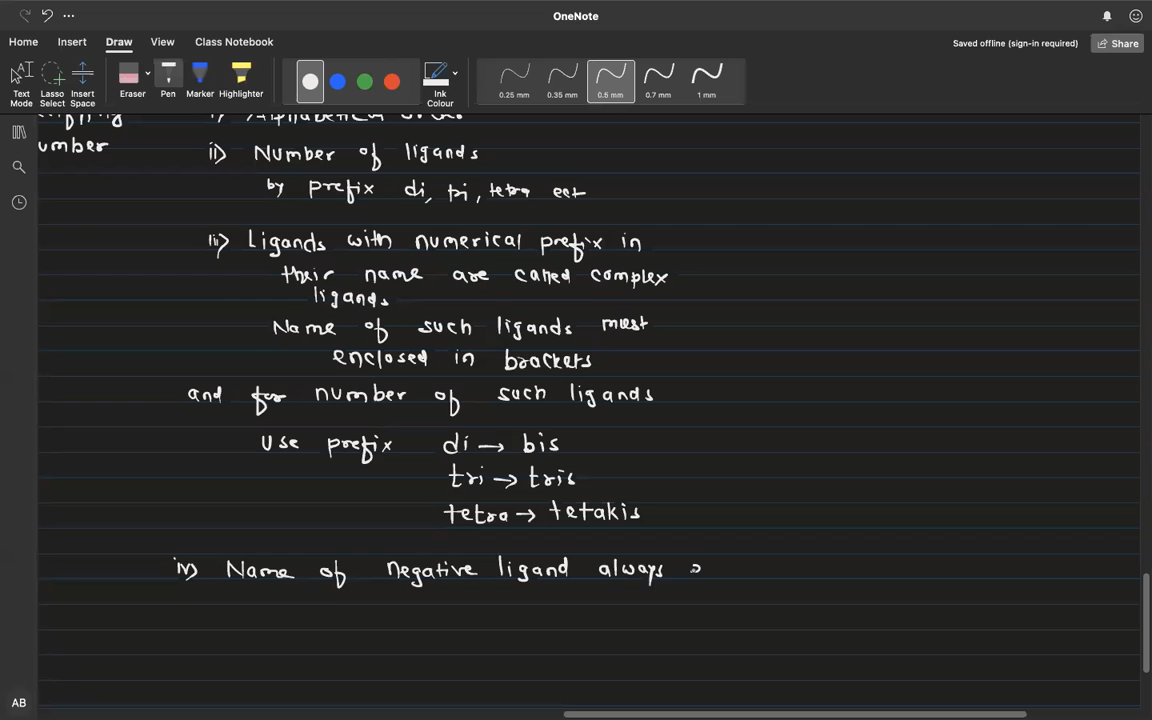 OneNote
Home Insert Draw View Class Notebook
Saved offline (sign-in required) Share
Text Mode Lasso Select Insert Space Eraser Pen Marker Highlighter Ink Colour 0.25 mm 0.35 mm 0.5 mm 0.7 mm 1 mm
i) Alphabetical
umber
ii) Number of ligands
by prefix di, tri, tetra ect
iii) Ligands with numerical prefix in
their name are called complex
ligands
Name of such ligands must
enclosed in brackets
and for number of such ligands
Use prefix di → bis
tri → tris
tetra → tetakis
iv) Name of negative ligand always
AB